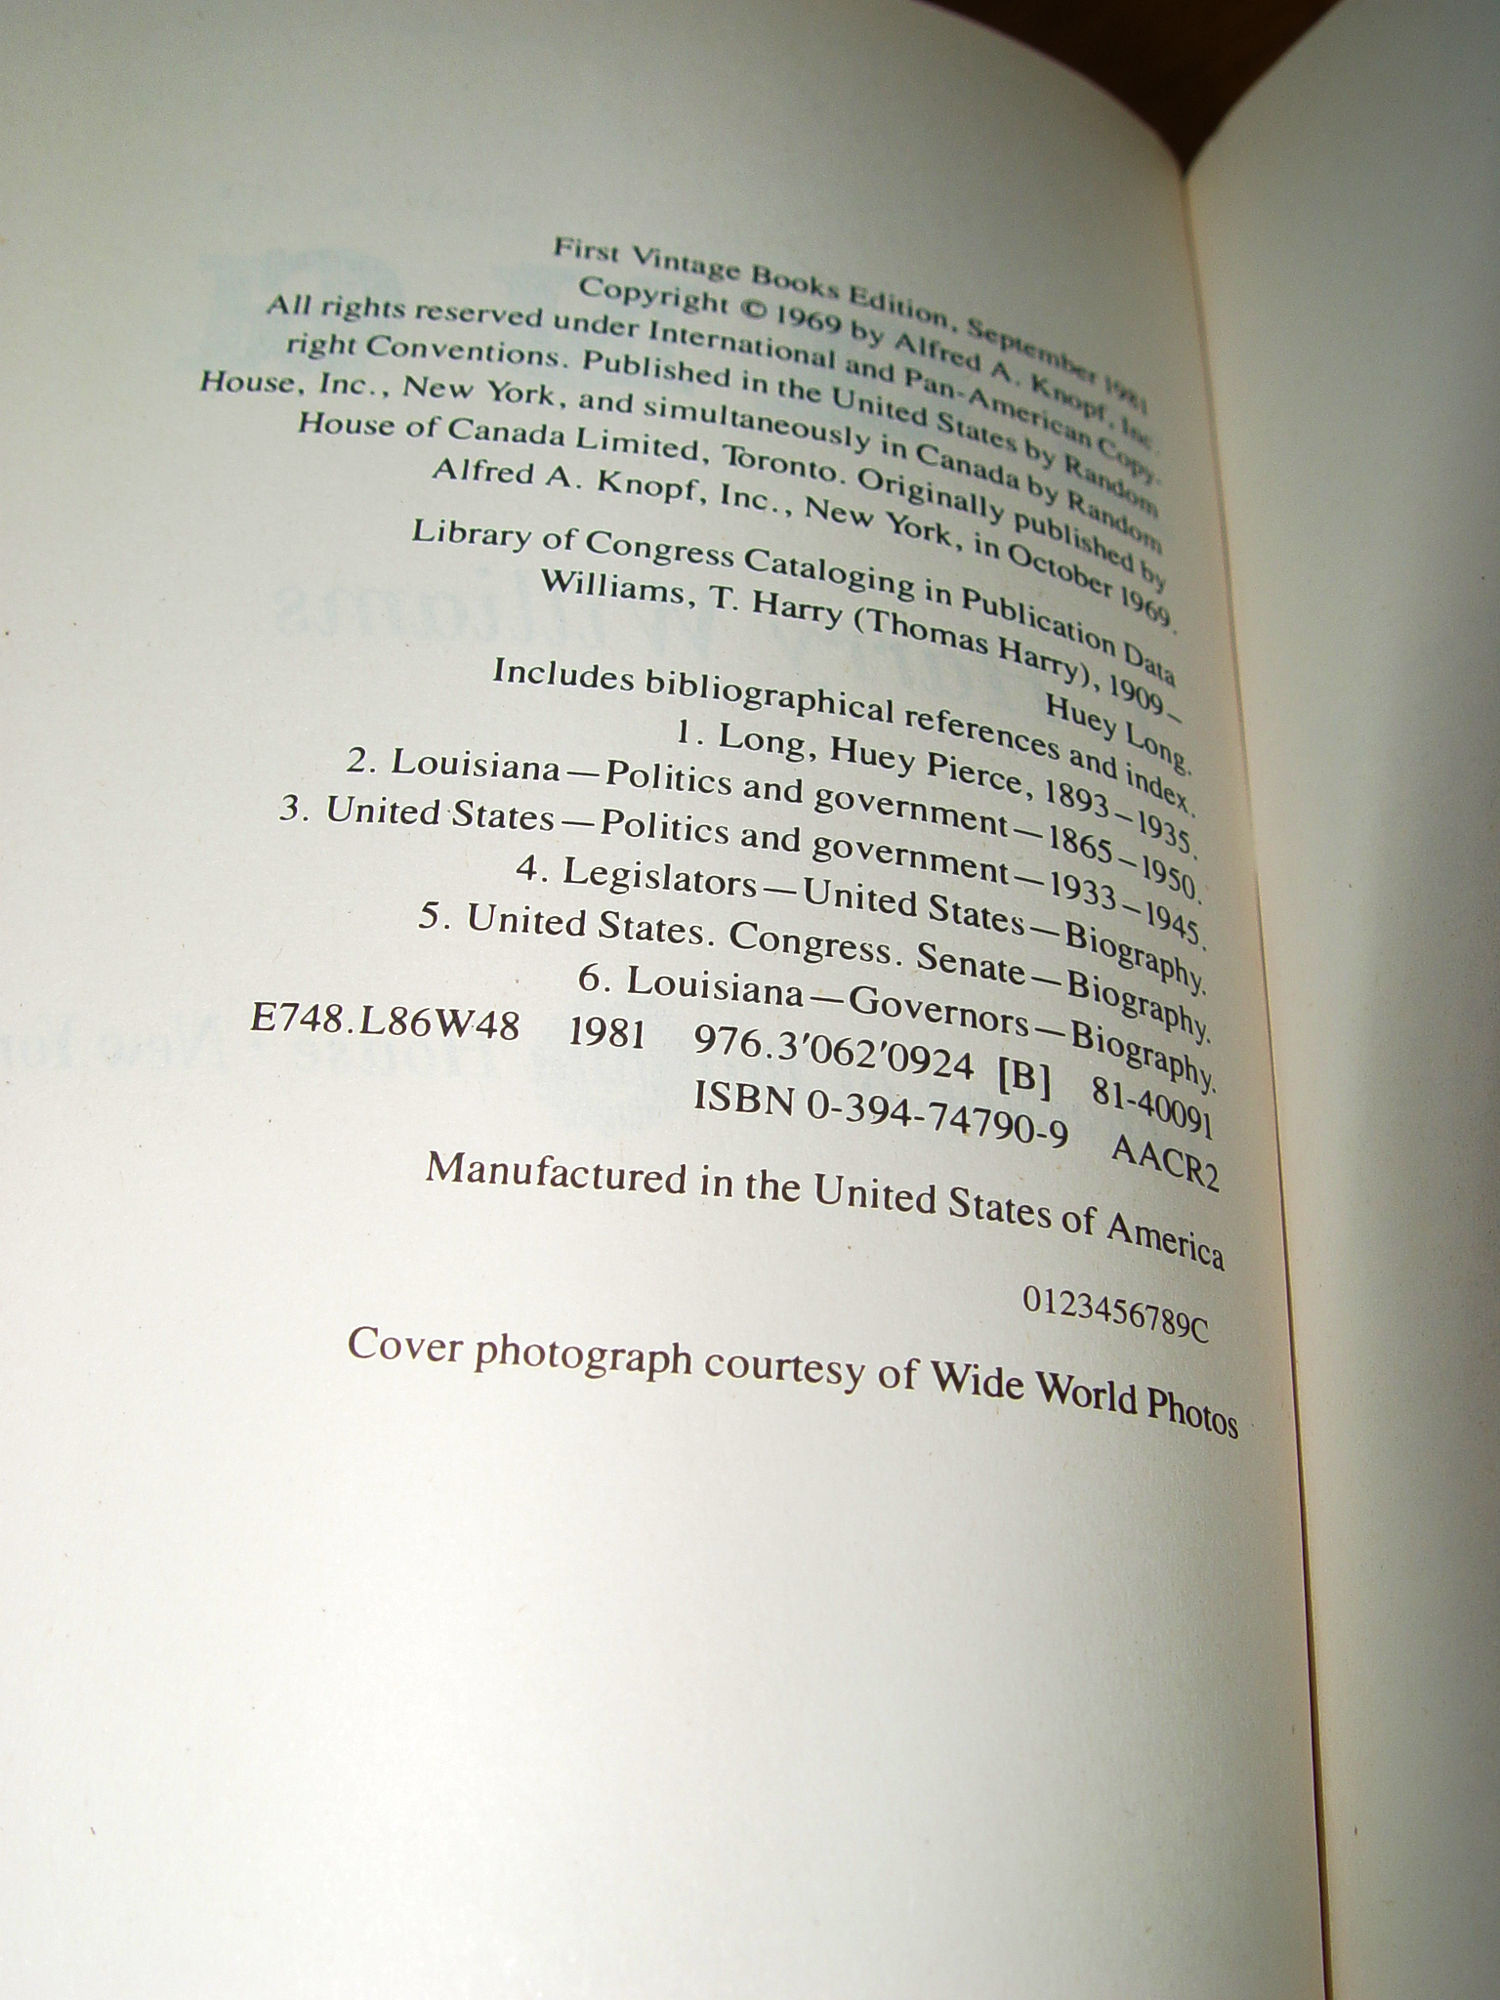 First Vintage Books Edition, September 1981
Copyright © 1969 by Alfred A. Knopf, Inc.
All rights reserved under International and Pan-American Copy-
right Conventions. Published in the United States by Random
House, Inc., New York, and simultaneously in Canada by Random
House of Canada Limited, Toronto. Originally published by
Alfred A. Knopf, Inc., New York, in October 1969.
Library of Congress Cataloging in Publication Data
Williams, T. Harry (Thomas Harry), 1909–
Huey Long.
Includes bibliographical references and index.
1. Long, Huey Pierce, 1893–1935.
2. Louisiana—Politics and government—1865–1950.
3. United States—Politics and government—1933–1945.
4. Legislators—United States—Biography.
5. United States. Congress. Senate—Biography.
6. Louisiana—Governors—Biography.
E748.L86W48 1981 976.3'062'0924 [B] 81-40091
ISBN 0-394-74790-9 AACR2
Manufactured in the United States of America
0123456789C
Cover photograph courtesy of Wide World Photos